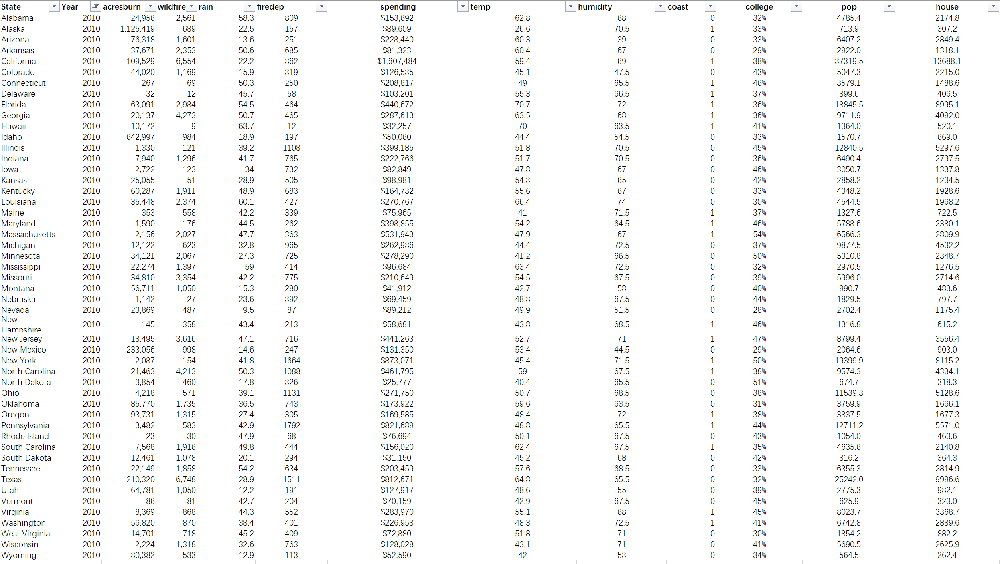 State Year acresburn wildfire rain firedep spending temp humidity coast college pop house
Alabama 2010 24,956 2,561 58.3 809 $153,692 62.8 68 0 32% 4785.4 2174.8
Alaska 2010 1,125,419 689 22.5 157 $89,609 26.6 70.5 1 33% 713.9 307.2
Arizona 2010 76,318 1,601 13.6 251 $228,440 60.3 39 0 33% 6407.2 2849.4
Arkansas 2010 37,671 2,353 50.6 685 $81,323 60.4 67 0 29% 2922.0 1318.1
California 2010 109,529 6,554 22.2 862 $1,607,484 59.4 69 1 38% 37319.5 13688.1
Colorado 2010 44,020 1,169 15.9 319 $126,535 45.1 47.5 0 43% 5047.3 2215.0
Connecticut 2010 267 69 50.3 250 $208,817 49 65.5 1 46% 3579.1 1488.6
Delaware 2010 32 12 45.7 58 $103,201 55.3 66.5 1 37% 899.6 406.5
Florida 2010 63,091 2,984 54.5 464 $440,672 70.7 72 1 36% 18845.5 8995.1
Georgia 2010 20,137 4,273 50.7 465 $287,613 63.5 68 1 36% 9711.9 4092.0
Hawaii 2010 10,172 9 63.7 12 $32,257 70 63.5 1 41% 1364.0 520.1
Idaho 2010 642,997 984 18.9 197 $50,060 44.4 54.5 0 33% 1570.7 669.0
Illinois 2010 1,330 121 39.2 1108 $399,185 51.8 70.5 0 45% 12840.5 5297.6
Indiana 2010 7,940 1,296 41.7 765 $222,766 51.7 70.5 0 36% 6490.4 2797.5
Iowa 2010 2,722 123 34 732 $82,849 47.8 67 0 46% 3050.7 1337.8
Kansas 2010 25,055 51 28.9 505 $98,981 54.3 65 0 42% 2858.2 1234.5
Kentucky 2010 60,287 1,911 48.9 683 $164,732 55.6 67 0 33% 4348.2 1928.6
Louisiana 2010 35,448 2,374 60.1 427 $270,767 66.4 74 0 30% 4544.5 1968.2
Maine 2010 353 558 42.2 339 $75,965 41 71.5 1 37% 1327.6 722.5
Maryland 2010 1,590 176 44.5 262 $398,855 54.2 64.5 1 46% 5788.6 2380.1
Massachusetts 2010 2,156 2,027 47.7 363 $531,943 47.9 67 1 54% 6566.3 2809.9
Michigan 2010 12,122 623 32.8 965 $262,986 44.4 72.5 0 37% 9877.5 4532.2
Minnesota 2010 34,121 2,067 27.3 725 $278,290 41.2 66.5 0 50% 5310.8 2348.7
Mississippi 2010 22,274 1,397 59 414 $96,684 63.4 72.5 0 32% 2970.5 1276.5
Missouri 2010 34,810 3,354 42.2 775 $210,649 54.5 67.5 0 39% 5996.0 2714.6
Montana 2010 56,711 1,050 15.3 280 $41,912 42.7 58 0 40% 990.7 483.6
Nebraska 2010 1,142 27 23.6 392 $69,459 48.8 67.5 0 44% 1829.5 797.7
Nevada 2010 23,869 487 9.5 87 $89,212 49.9 51.5 0 28% 2702.4 1175.4
New
Hampshire 2010 145 358 43.4 213 $58,681 43.8 68.5 1 46% 1316.8 615.2
New Jersey 2010 18,495 3,616 47.1 716 $441,263 52.7 71 1 47% 8799.4 3556.4
New Mexico 2010 233,056 998 14.6 247 $131,350 53.4 44.5 0 29% 2064.6 903.0
New York 2010 2,087 154 41.8 1664 $873,071 45.4 71.5 1 50% 19399.9 8115.2
North Carolina 2010 21,463 4,213 50.3 1088 $461,795 59 67.5 1 38% 9574.3 4334.1
North Dakota 2010 3,854 460 17.8 326 $25,777 40.4 65.5 0 51% 674.7 318.3
Ohio 2010 4,218 571 39.1 1131 $271,750 50.7 68.5 0 38% 11539.3 5128.6
Oklahoma 2010 85,770 1,735 36.5 743 $173,922 59.6 63.5 0 31% 3759.9 1666.1
Oregon 2010 93,731 1,315 27.4 305 $169,585 48.4 72 1 38% 3837.5 1677.3
Pennsylvania 2010 3,482 583 42.9 1792 $821,689 48.8 65.5 1 44% 12711.2 5571.0
Rhode Island 2010 23 30 47.9 68 $76,694 50.1 67.5 0 43% 1054.0 463.6
South Carolina 2010 7,568 1,916 49.8 444 $156,020 62.4 67.5 1 35% 4635.6 2140.8
South Dakota 2010 12,461 1,078 20.1 294 $31,150 45.2 68 0 42% 816.2 364.3
Tennessee 2010 22,149 1,858 54.2 634 $203,459 57.6 68.5 0 33% 6355.3 2814.9
Texas 2010 210,320 6,748 28.9 1511 $812,671 64.8 65.5 0 32% 25242.0 9996.6
Utah 2010 64,781 1,050 12.2 191 $127,917 48.6 55 0 39% 2775.3 982.1
Vermont 2010 86 81 42.7 204 $70,159 42.9 67.5 0 45% 625.9 323.0
Virginia 2010 8,369 868 44.3 552 $283,970 55.1 68 1 45% 8023.7 3368.7
Washington 2010 56,820 870 38.4 401 $226,958 48.3 72.5 1 41% 6742.8 2889.6
West Virginia 2010 14,701 718 45.2 409 $72,880 51.8 71 0 30% 1854.2 882.2
Wisconsin 2010 2,224 1,318 32.6 763 $128,028 43.1 71 0 41% 5690.5 2625.9
Wyoming 2010 80,382 533 12.9 113 $52,590 42 53 0 34% 564.5 262.4